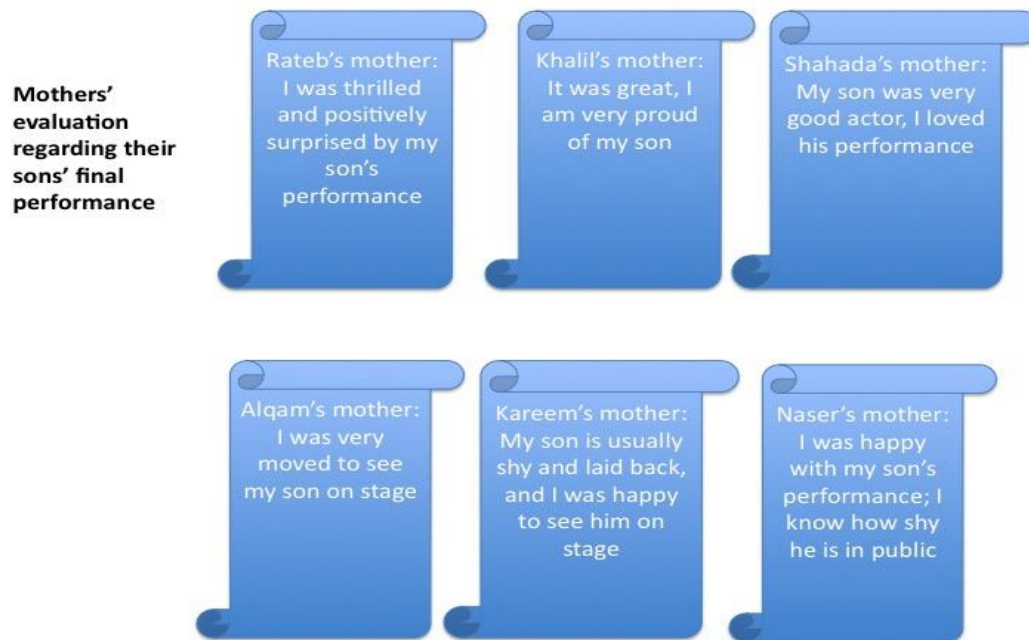 Mothers’
evaluation
regarding their
sons’ final
performance
Rateb’s mother:
I was thrilled
and positively
surprised by my
son’s
performance
Khalil’s mother:
It was great, I
am very proud
of my son
Shahada’s mother:
My son was very
good actor, I loved
his performance
Alqam’s mother:
I was very
moved to see
my son on stage
Kareem’s mother:
My son is usually
shy and laid back,
and I was happy
to see him on
stage
Naser’s mother:
I was happy
with my son’s
performance; I
know how shy
he is in public